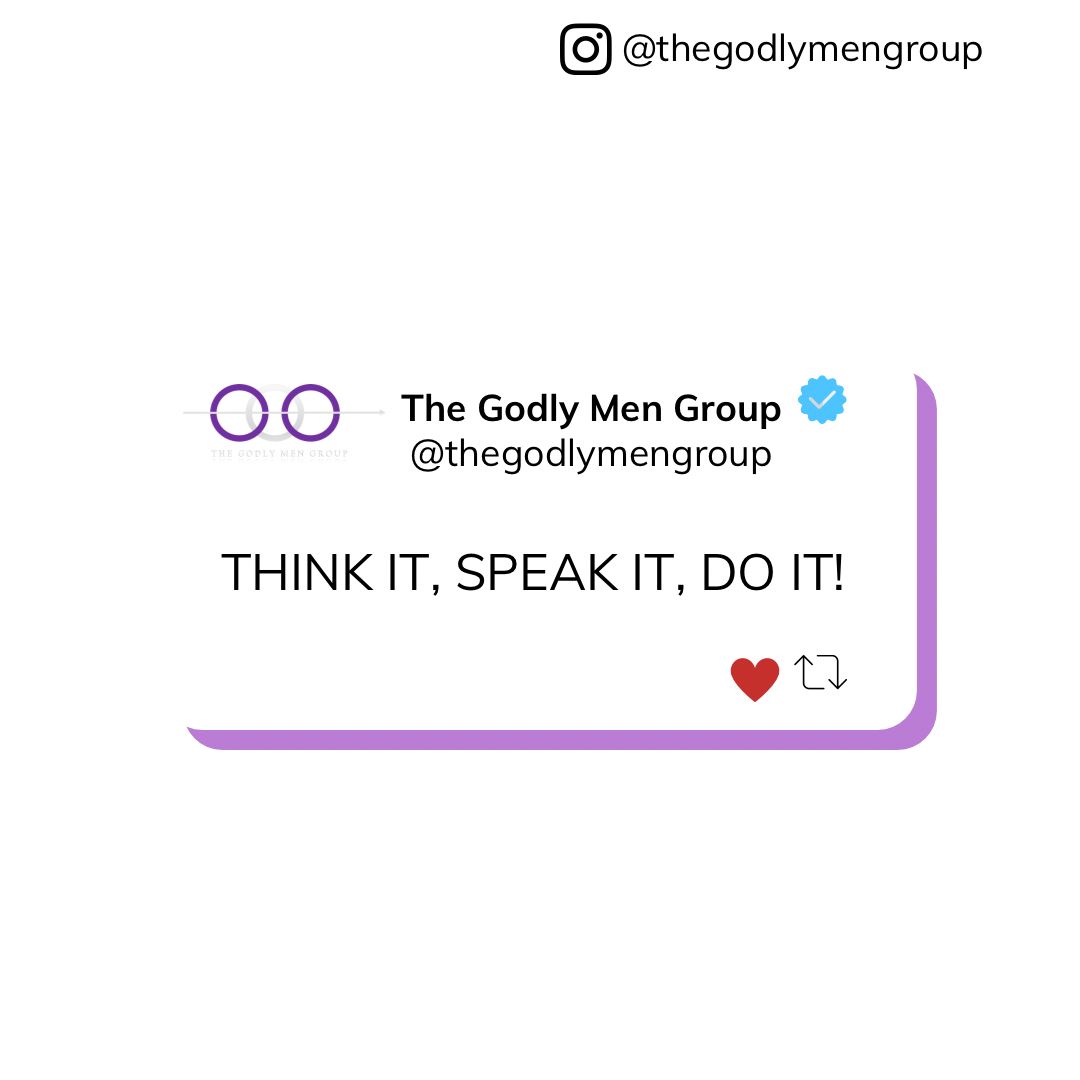 @thegodlymengroup
The Godly Men Group
@thegodlymengroup
THE GODLY MEN GROUP
THINK IT, SPEAK IT, DO IT!